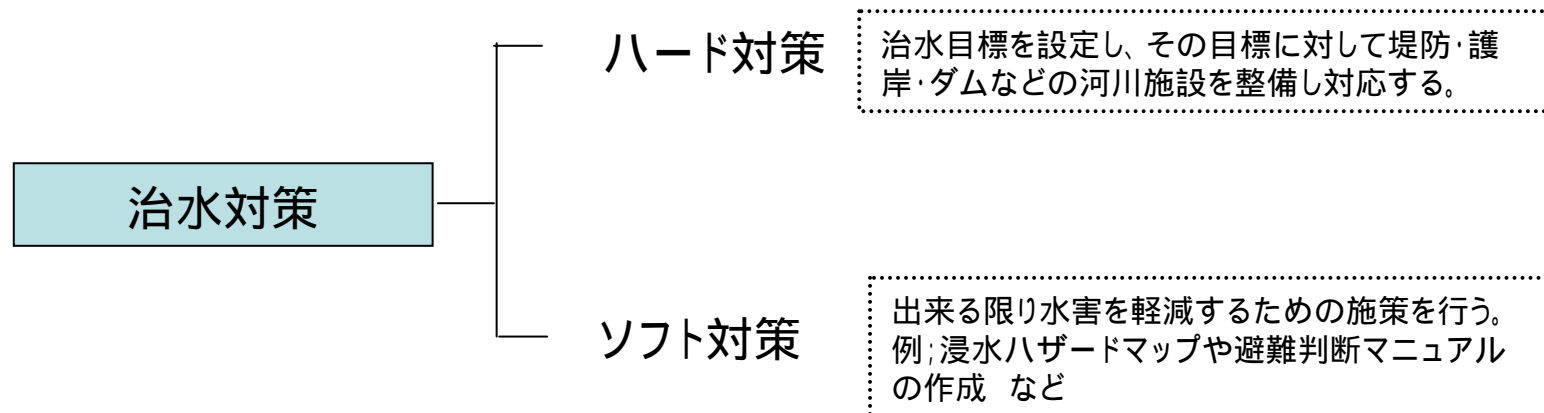 ハード対策
治水目標を設定し、その目標に対して堤防・護
岸・ダムなどの河川施設を整備し対応する。
治水対策
ソフト対策
出来る限り水害を軽減するための施策を行う。
例；浸水ハザードマップや避難判断マニュアル
の作成　など